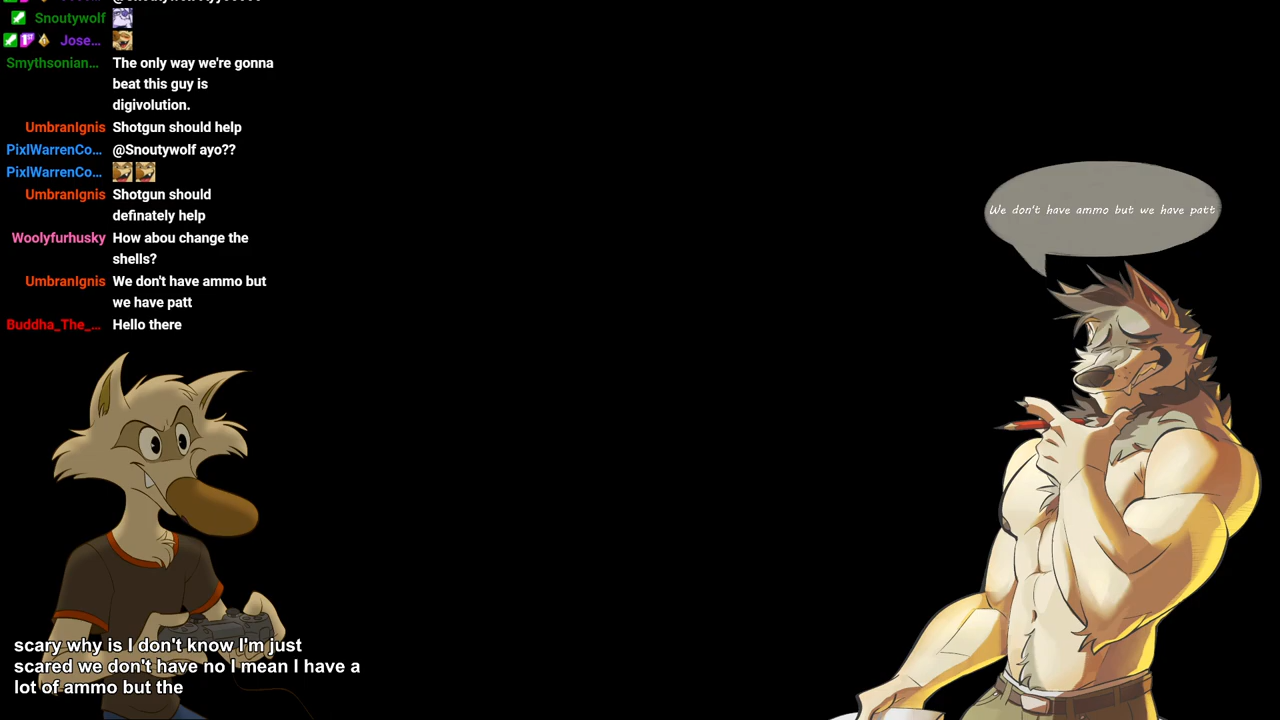 Snoutywolf
Jose...
Smythsonian... The only way we're gonna
beat this guy is
digivolution.
UmbranIgnis Shotgun should help
PixlWarrenCo... @Snoutywolf ayo??
PixlWarrenCo...
UmbranIgnis Shotgun should
definately help
Woolyfurhusky How abou change the
shells?
UmbranIgnis We don't have ammo but
we have patt
Buddha_The_... Hello there
We don't have ammo but we have patt
scary why is I don't know I'm just
scared we don't have no I mean I have a
lot of ammo but the